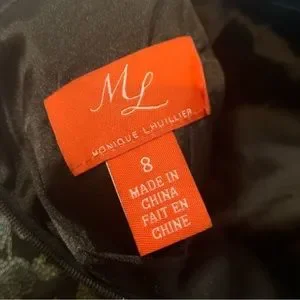 ML
MONIQUE LHUILLIER
8
MADE IN
CHINA
FAIT EN
CHINE